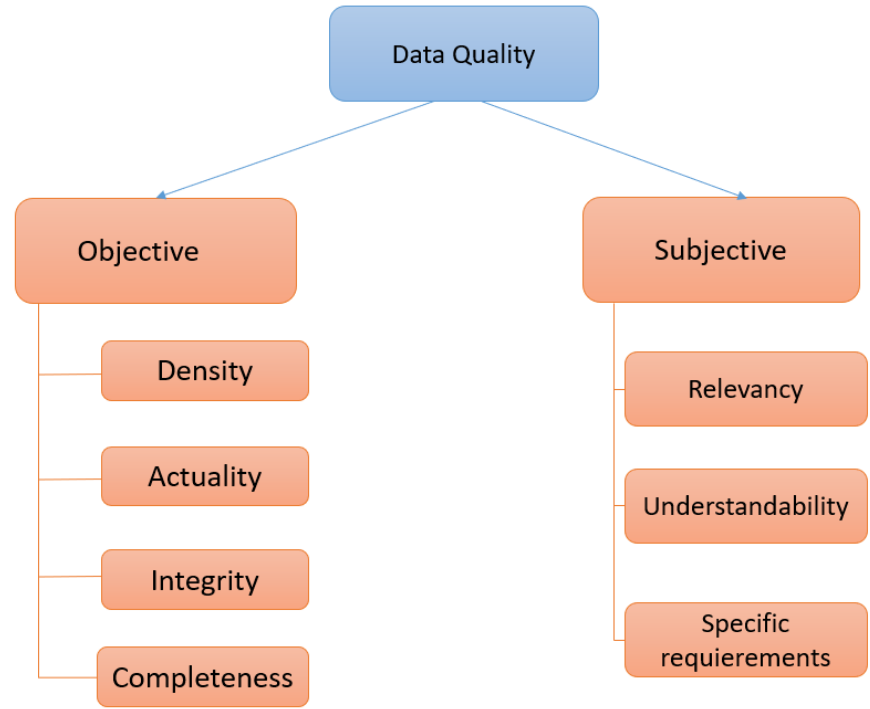 Data Quality
Objective
Density
Actuality
Integrity
Completeness
Subjective
Relevancy
Understandability
Specific
requierements